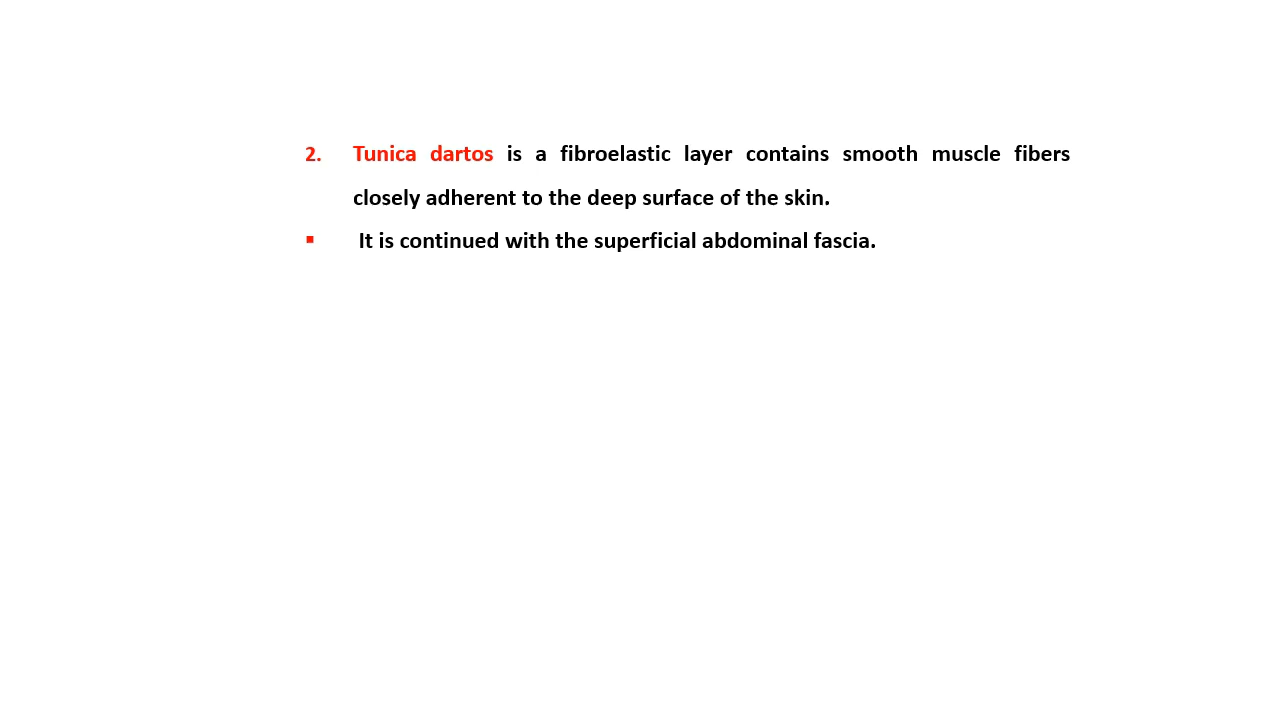 2. Tunica dartos is a fibroelastic layer contains smooth muscle fibers
closely adherent to the deep surface of the skin.
▪ It is continued with the superficial abdominal fascia.